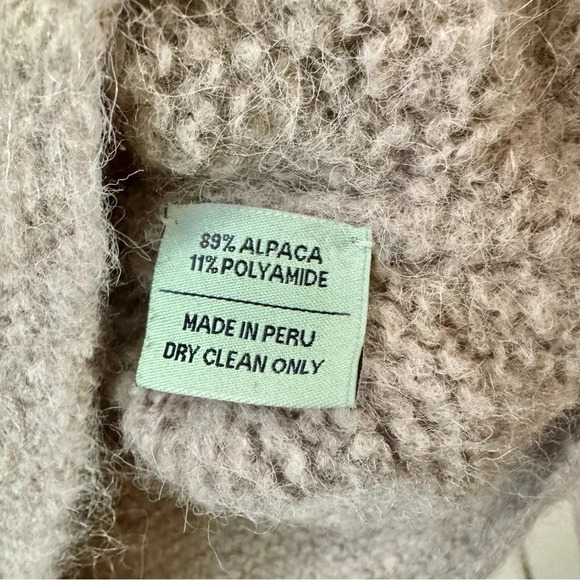 89% ALPACA
11% POLYAMIDE
MADE IN PERU
DRY CLEAN ONLY